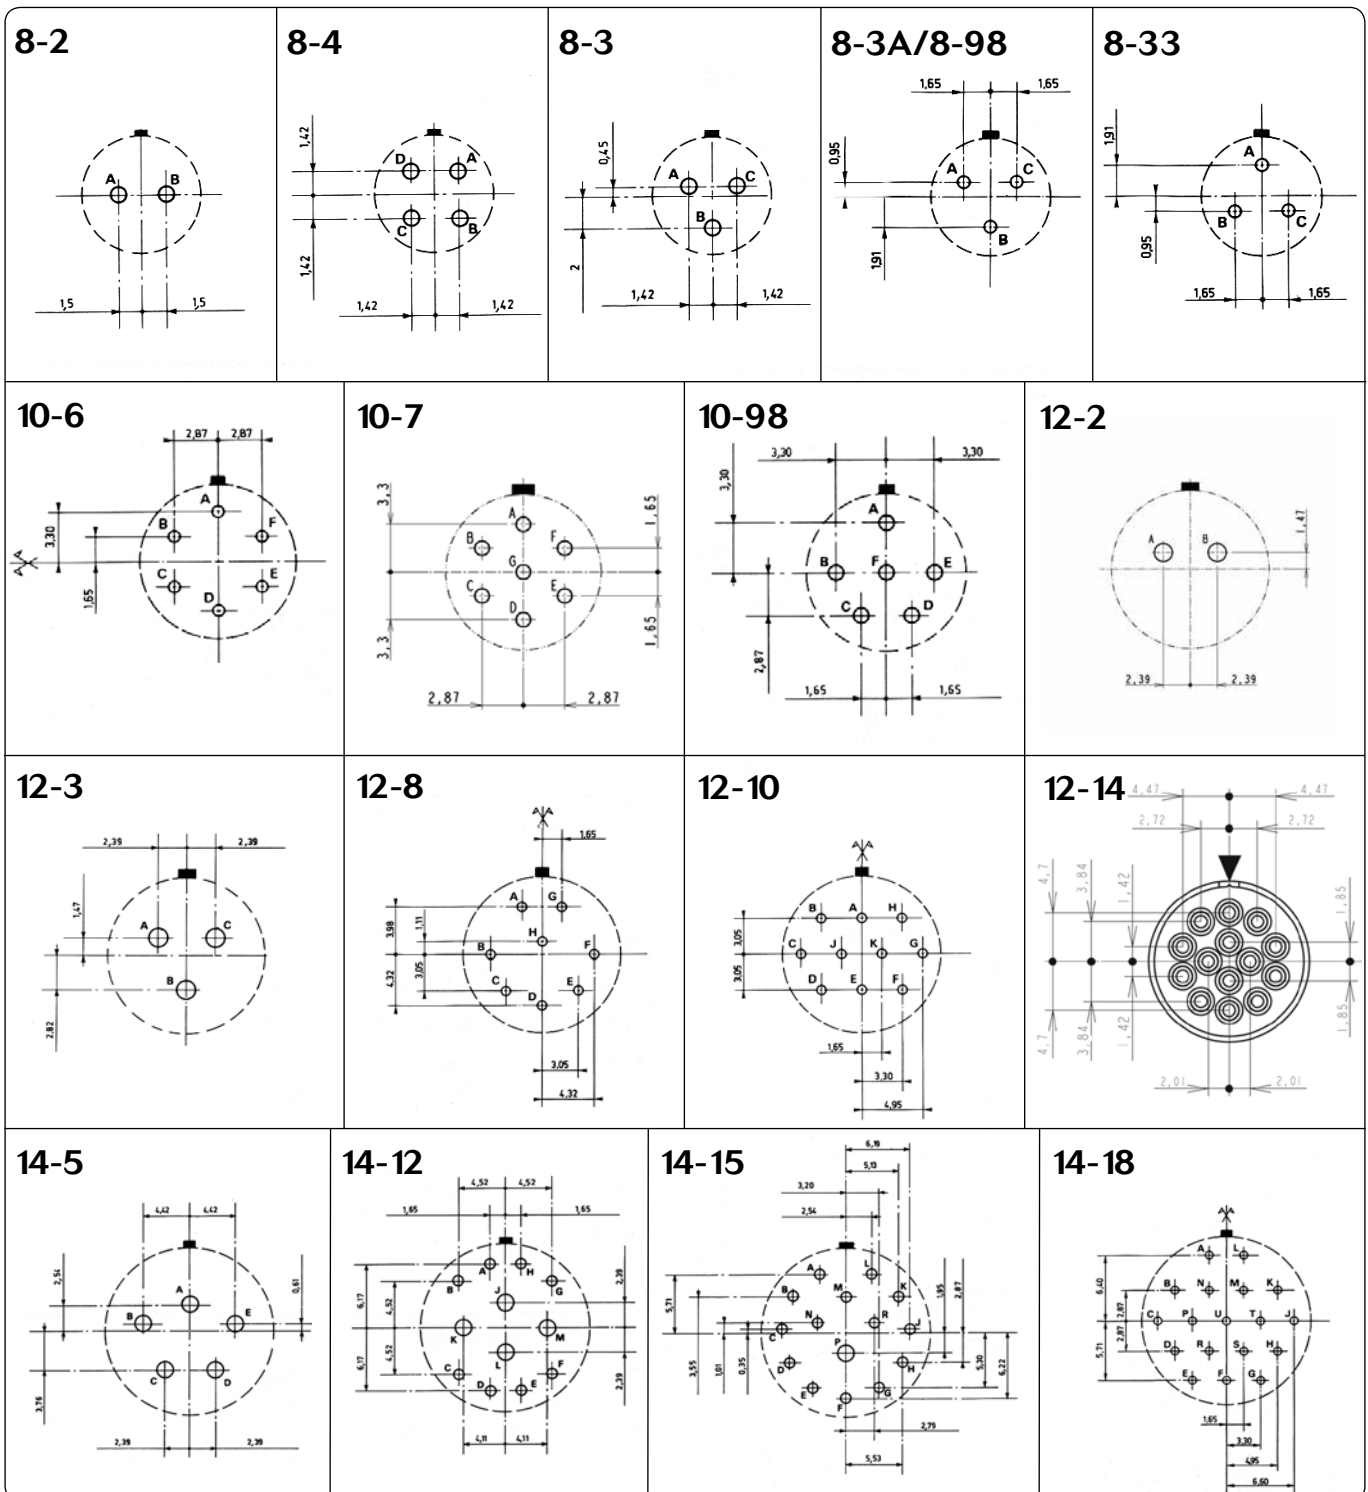 8-2
A
B
1,5
1,5
8-4
1,42
D
A
C
B
1,42
1,42
1,42
8-3
0,45
A
C
B
2
1,42
1,42
8-3A/8-98
1,65
1,65
0,95
A
C
B
1,91
8-33
1,91
A
B
C
0,95
1,65
1,65
10-6
2,87
2,87
A
B
F
3,30
A A
C
E
1,65
D
10-7
3,3
1,65
A
B
F
G
C
E
D
3,3
1,65
2,87
2,87
10-98
3,30
3,30
3,30
A
B
F
E
C
D
2,87
1,65
1,65
12-2
1,47
A
B
2,39
2,39
12-3
2,39
2,39
1,47
A
C
B
2,82
12-8
A A
1,65
A
G
3,98
1,11
H
B
F
4,32
3,05
C
E
D
3,05
4,32
12-10
A A
B
A
H
3,05
C
J
K
G
3,05
D
E
F
1,65
3,30
4,95
12-14
4,47
4,47
2,72
2,72
4,7
3,84
1,42
1,85
4,7
3,84
1,42
1,85
2,01
2,01
14-5
4,42
4,42
2,54
0,61
A
B
E
C
D
3,76
2,39
2,39
14-12
4,52
4,52
1,65
1,65
A
H
B
G
J
2,39
6,17
4,52
K
M
L
6,17
4,52
C
F
D
E
2,39
4,11
4,11
14-15
6,19
5,13
3,20
2,54
A
L
5,71
B
M
K
1,95
2,87
N
R
C
J
3,55
1,01
0,35
P
D
H
5,30
6,22
E
G
F
2,79
5,53
14-18
A A
A
L
6,40
B
N
M
K
2,87
C
P
U
T
J
2,87
D
R
S
H
5,71
E
F
G
1,65
3,30
4,95
6,60